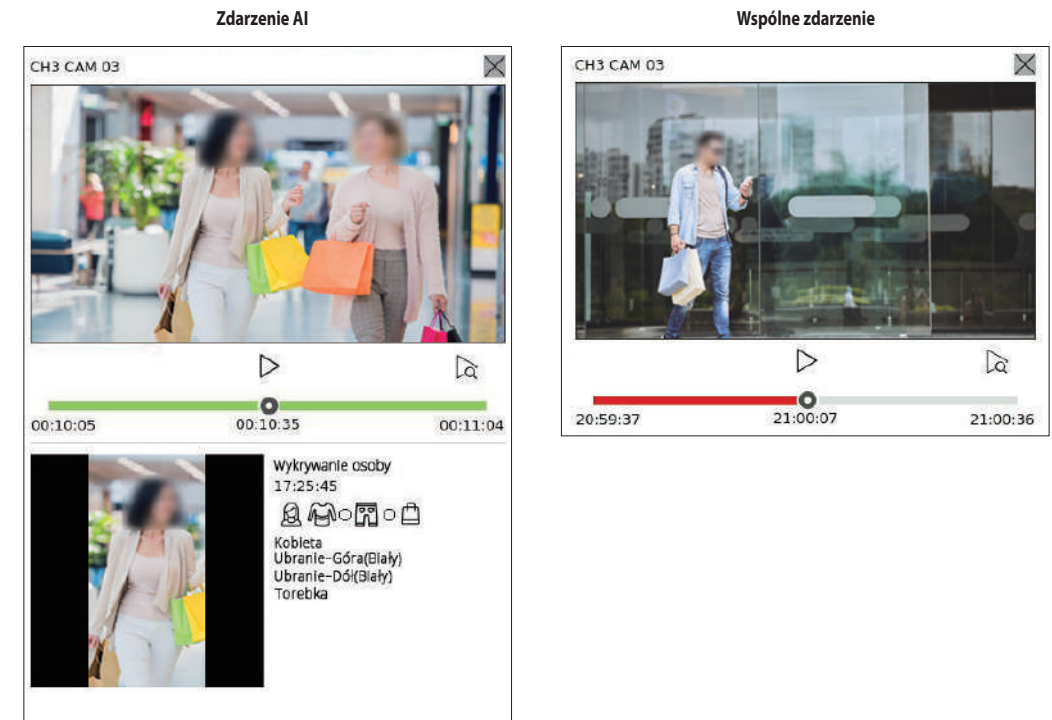 Zdarzenie AI
CH3 CAM 03
00:10:05
00:10:35
00:11:04
Wykrywanie osoby
17:25:45
Kobieta
Ubranie-Góra(Biały)
Ubranie-Dół(Biały)
Torebka
Wspólne zdarzenie
CH3 CAM 03
20:59:37
21:00:07
21:00:36